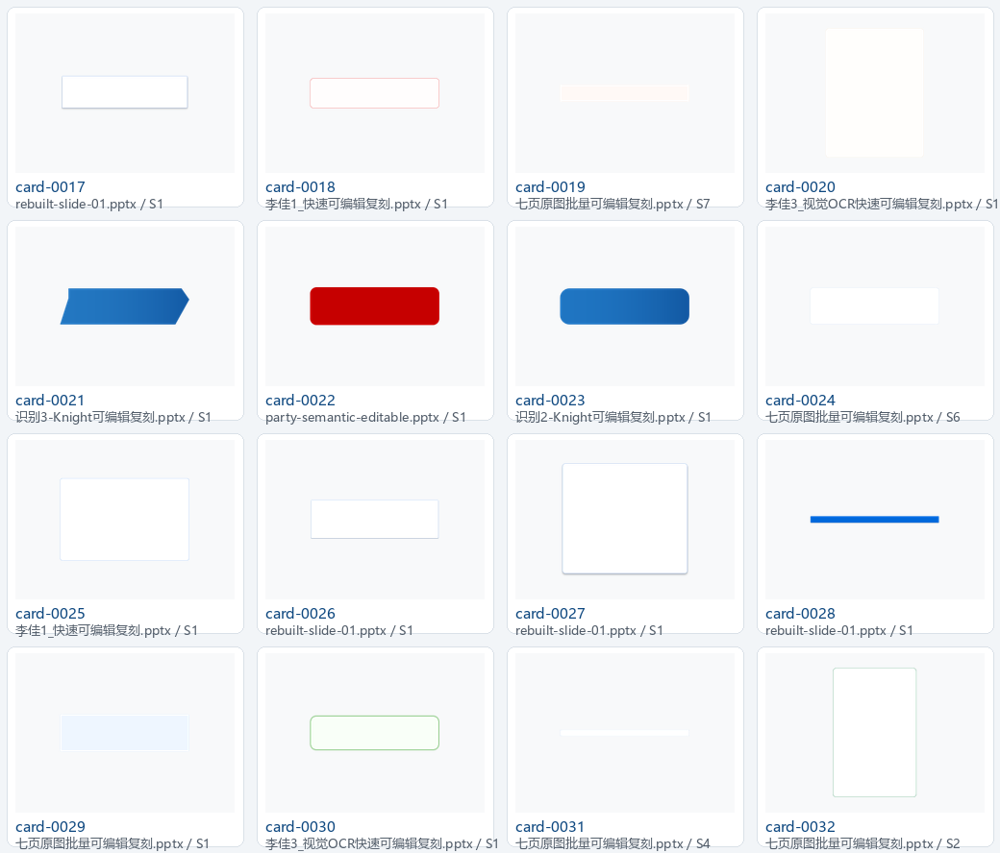 card-0017
rebuilt-slide-01.pptx / S1
card-0018
李佳1_快速可编辑复刻.pptx / S1
card-0019
七页原图批量可编辑复刻.pptx / S7
card-0020
李佳3_视觉OCR快速可编辑复刻.pptx / S1
card-0021
识别3-Knight可编辑复刻.pptx / S1
card-0022
party-semantic-editable.pptx / S1
card-0023
识别2-Knight可编辑复刻.pptx / S1
card-0024
七页原图批量可编辑复刻.pptx / S6
card-0025
李佳1_快速可编辑复刻.pptx / S1
card-0026
rebuilt-slide-01.pptx / S1
card-0027
rebuilt-slide-01.pptx / S1
card-0028
rebuilt-slide-01.pptx / S1
card-0029
七页原图批量可编辑复刻.pptx / S1
card-0030
李佳3_视觉OCR快速可编辑复刻.pptx / S1
card-0031
七页原图批量可编辑复刻.pptx / S4
card-0032
七页原图批量可编辑复刻.pptx / S2